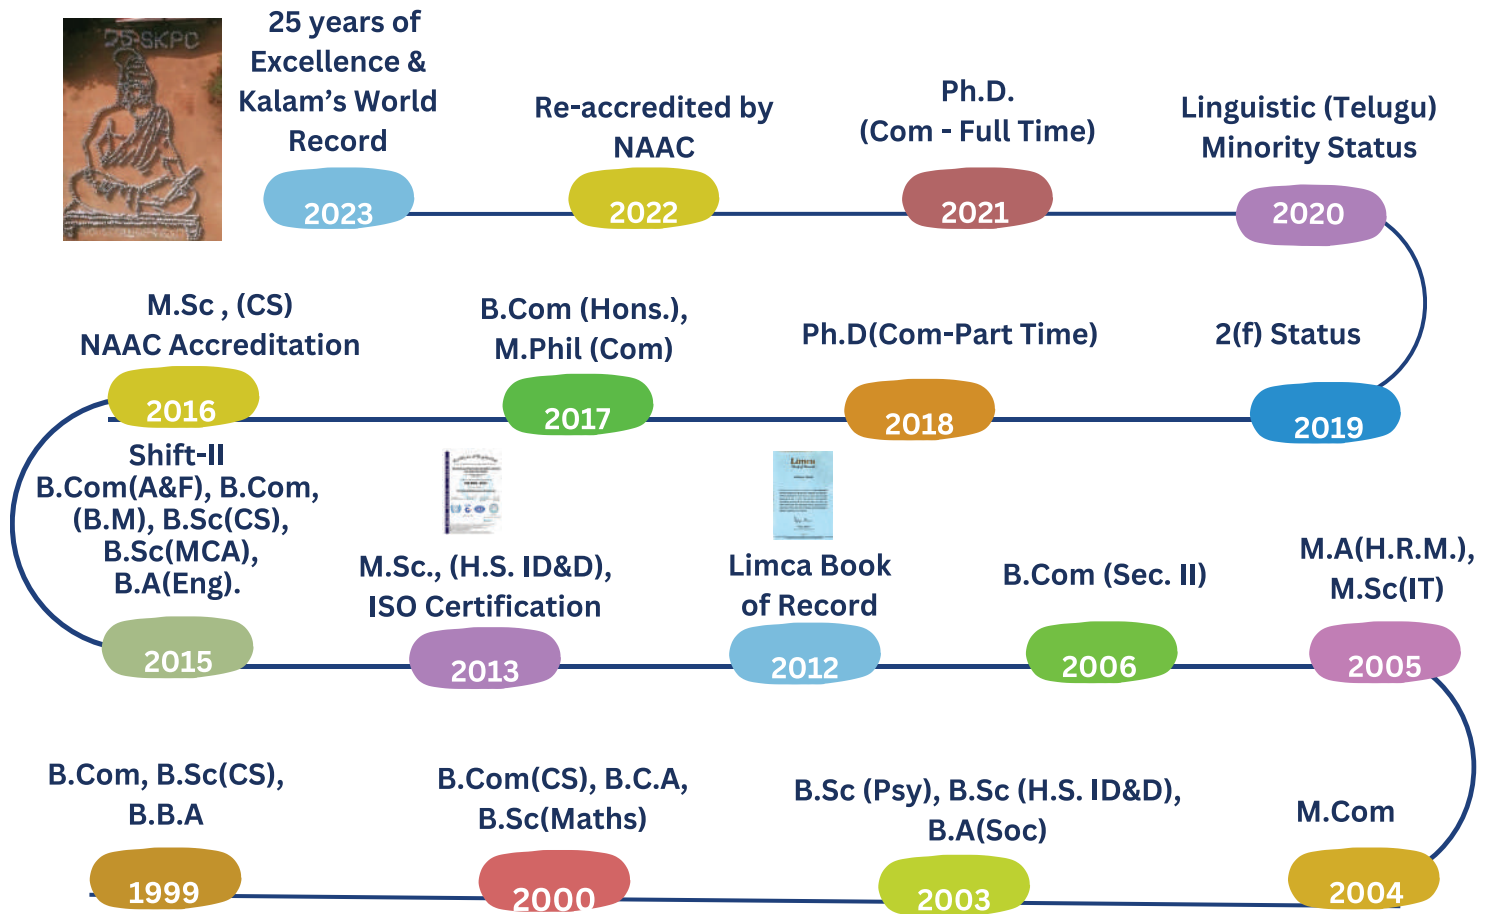 25-SKPC
25 years of
Excellence &
Kalam's World
Record
2023
Re-accredited by
NAAC
2022
Ph.D.
(Com - Full Time)
2021
Linguistic (Telugu)
Minority Status
2020
M.Sc , (CS)
NAAC Accreditation
2016
B.Com (Hons.),
M.Phil (Com)
2017
Ph.D(Com-Part Time)
2018
2(f) Status
2019
Shift-II
B.Com(A&F), B.Com,
(B.M), B.Sc(CS),
B.Sc(MCA),
B.A(Eng).
2015
M.Sc., (H.S. ID&D),
ISO Certification
2013
Limca
Limca Book
of Record
2012
B.Com (Sec. II)
2006
M.A(H.R.M.),
M.Sc(IT)
2005
B.Com, B.Sc(CS),
B.B.A
1999
B.Com(CS), B.C.A,
B.Sc(Maths)
2000
B.Sc (Psy), B.Sc (H.S. ID&D),
B.A(Soc)
2003
M.Com
2004